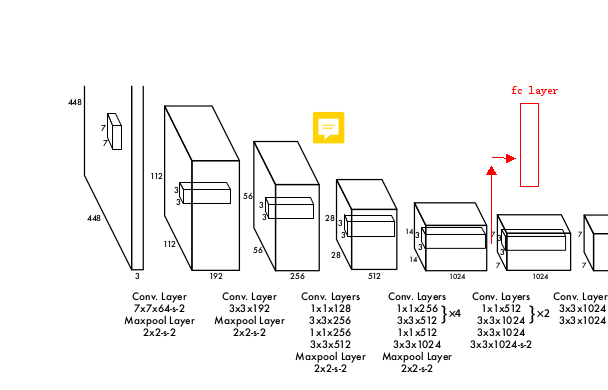 fc layer
448
7
7
448
3
112
3
3
112
192
56
3
3
56
256
28
3
3
28
512
14
3
3
14
1024
7
3
3
7
1024
7
7
Conv. Layer
7x7x64-s-2
Maxpool Layer
2x2-s-2
Conv. Layer
3x3x192
Maxpool Layer
2x2-s-2
Conv. Layers
1x1x128
3x3x256
1x1x256
3x3x512
Maxpool Layer
2x2-s-2
Conv. Layers
1x1x256
3x3x512
}×4
1x1x512
3x3x1024
Maxpool Layer
2x2-s-2
Conv. Layers
1x1x512
3x3x1024
}×2
3x3x1024
3x3x1024-s-2
Conv. Lay
3x3x1024
3x3x1024